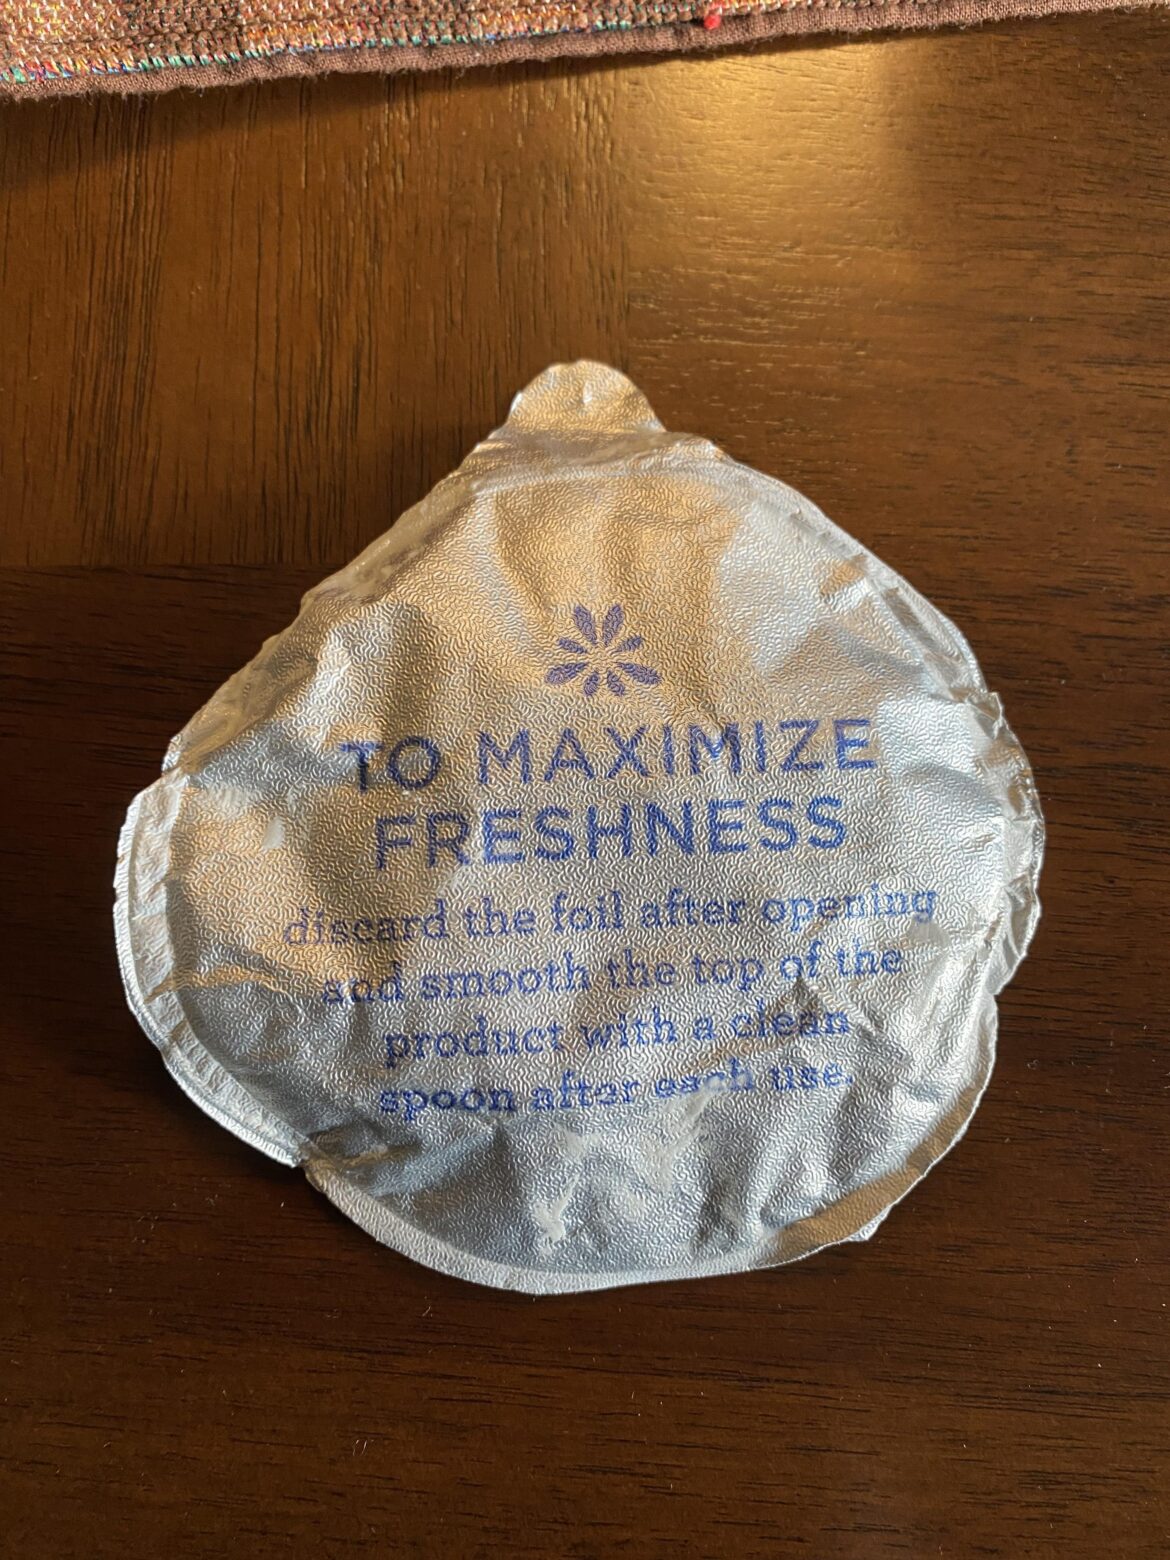 TO MAXIMIZE
FRESHNESS
discard the foil after opening
and smooth the top of the
product with a clean
spoon after each use.